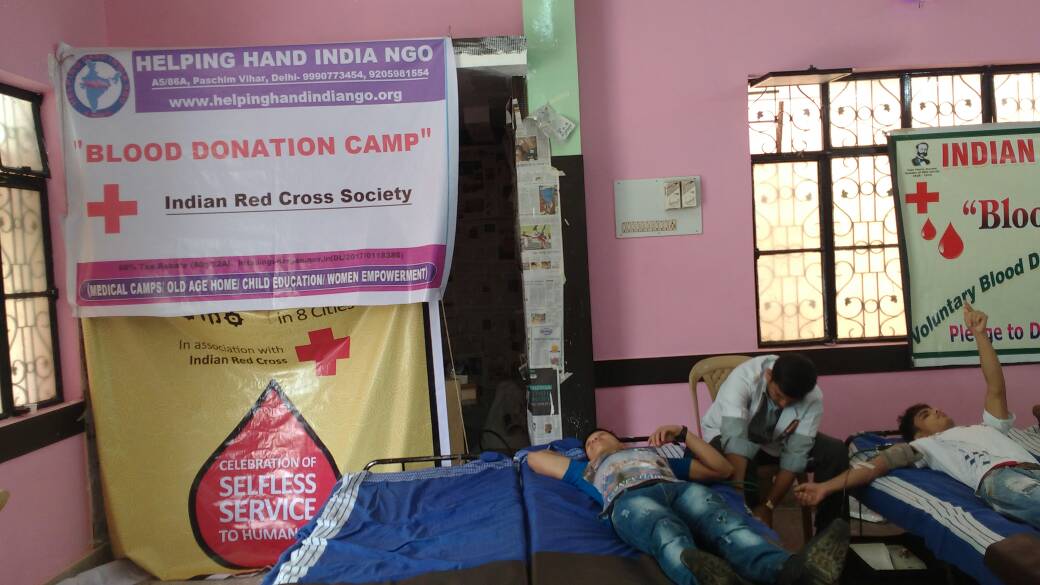 HELPING HAND INDIA NGO
A5/86A, Paschim Vihar, Delhi- 9990773454, 9205981554
www.helpinghandindiango.org
"BLOOD DONATION CAMP"
Indian Red Cross Society
(MEDICAL CAMPS/ OLD AGE HOME/ CHILD EDUCATION/ WOMEN EMPOWERMENT)
in 8 Cities
In association with
Indian Red Cross
CELEBRATION OF
SELFLESS
SERVICE
TO HUMAN
INDIAN
"Bloo
Voluntary Blood D
Pledge to D